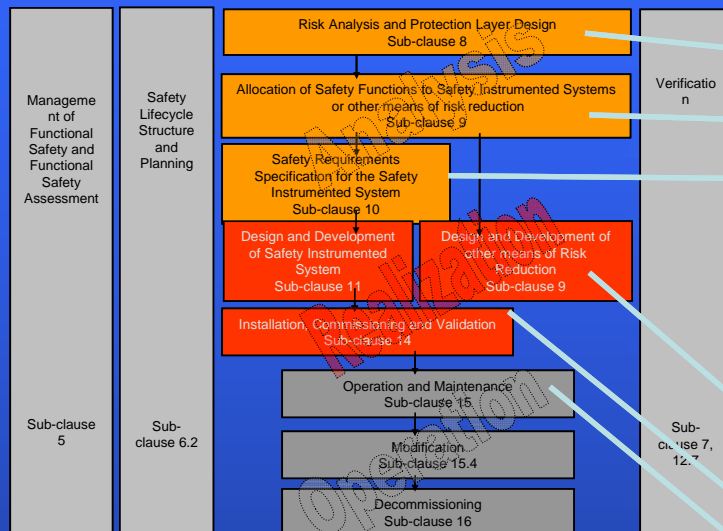 Risk Analysis and Protection Layer Design
Sub-clause 8
Allocation of Safety Functions to Safety Instrumented Systems
or other means of risk reduction
Sub-clause 9
Manageme
nt of
Functional
Safety and
Functional
Safety
Assessment
Safety
Lifecycle
Structure
and
Planning
Verificatio
n
Safety Requirements
Specification for the Safety
Instrumented System
Sub-clause 10
Analysis
Design and Development
of Safety Instrumented
System
Sub-clause 11
Design and Development of
other means of Risk
Reduction
Sub-clause 9
Installation, Commissioning and Validation
Sub-clause 14
Realization
Operation and Maintenance
Sub-clause 15
Modification
Sub-clause 15.4
Decommissioning
Sub-clause 16
Operation
Sub-clause
5
Sub-
clause 6.2
Sub-
clause 7,
12.7